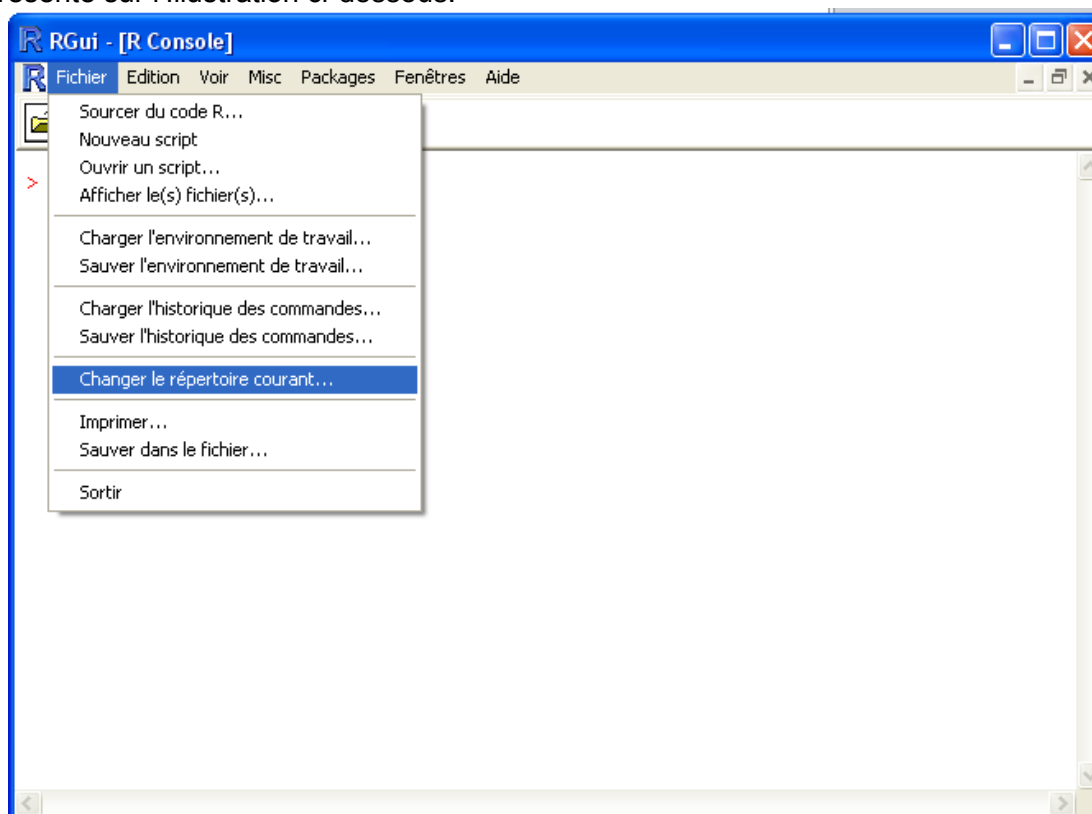 RGui - [R Console]
Fichier Edition Voir Misc Packages Fenêtres Aide
Sourcer du code R...
Nouveau script
Ouvrir un script...
Afficher le(s) fichier(s)...
>
Charger l'environnement de travail...
Sauver l'environnement de travail...
Charger l'historique des commandes...
Sauver l'historique des commandes...
Changer le répertoire courant...
Imprimer...
Sauver dans le fichier...
Sortir